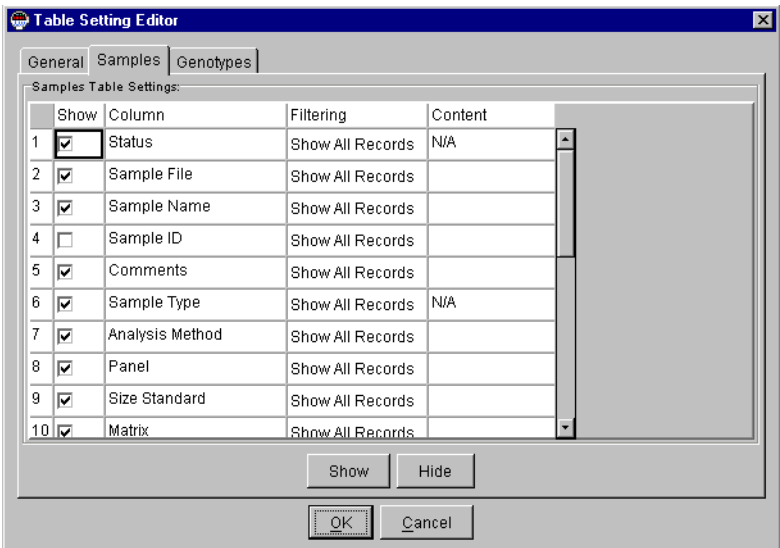 Table Setting Editor
General Samples Genotypes
Samples Table Settings:
Show Column Filtering Content
1 Status Show All Records N/A
2 Sample File Show All Records
3 Sample Name Show All Records
4 Sample ID Show All Records
5 Comments Show All Records
6 Sample Type Show All Records N/A
7 Analysis Method Show All Records
8 Panel Show All Records
9 Size Standard Show All Records
10 Matrix Show All Records
Show Hide
OK Cancel